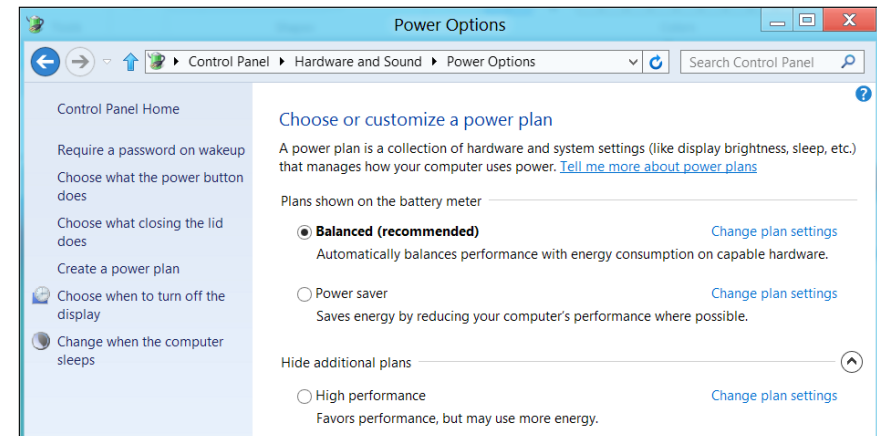 Power Options
X
Control Panel Hardware and Sound Power Options
Search Control Panel
?
Control Panel Home
Require a password on wakeup
Choose what the power button
does
Choose what closing the lid
does
Create a power plan
Choose when to turn off the
display
Change when the computer
sleeps
Choose or customize a power plan
A power plan is a collection of hardware and system settings (like display brightness, sleep, etc.)
that manages how your computer uses power. Tell me more about power plans
Plans shown on the battery meter
Balanced (recommended) Change plan settings
Automatically balances performance with energy consumption on capable hardware.
Power saver Change plan settings
Saves energy by reducing your computer's performance where possible.
Hide additional plans
High performance Change plan settings
Favors performance, but may use more energy.